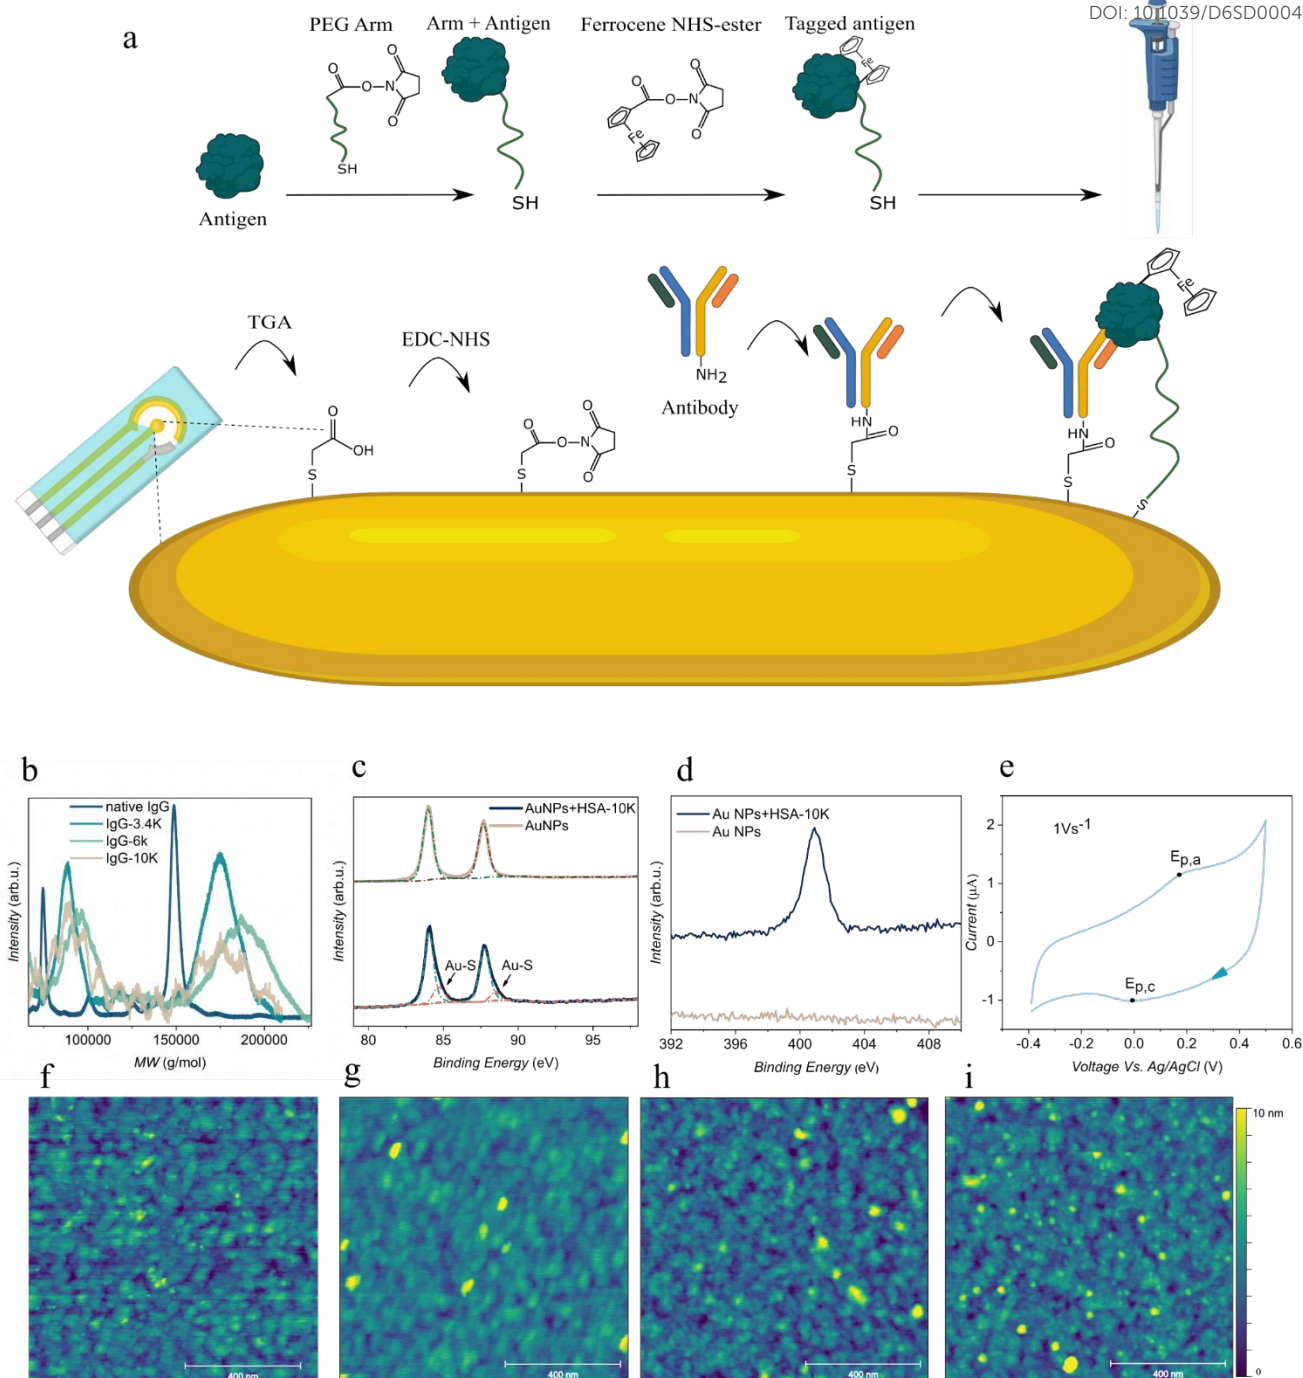 DOI: 10.1039/D6SD0004
a
PEG Arm
Arm + Antigen
Ferrocene NHS-ester
Tagged antigen
O
O
O
N
O
SH
SH
O
O
O
N
O
Fe
Fe
SH
Antigen
TGA
EDC-NHS
NH2
Antibody
O
OH
S
O
O
O
N
O
S
HN
O
S
Fe
HN
O
S
S
b
native IgG
IgG-3.4K
IgG-6k
IgG-10K
Intensity (arb.u.)
100000 150000 200000
MW (g/mol)
c
AuNPs+HSA-10K
AuNPs
Au-S
Au-S
Intensity (arb.u.)
80 85 90 95
Binding Energy (eV)
d
Au NPs+HSA-10K
Au NPs
Intensity (arb.u.)
392 396 400 404 408
Binding Energy (eV)
e
1Vs-1
Ep,a
Ep,c
Current (µA)
2
1
0
-1
-0.4 -0.2 0.0 0.2 0.4 0.6
Voltage Vs. Ag/AgCl (V)
f
400 nm
g
400 nm
h
400 nm
i
400 nm
10 nm
0